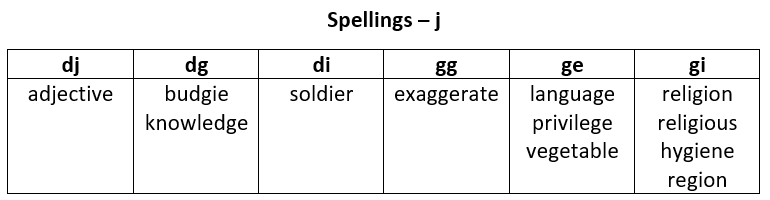 Spellings – j
dj dg di gg ge gi
adjective budgie soldier exaggerate language religion
knowledge privilege religious
vegetable hygiene
region